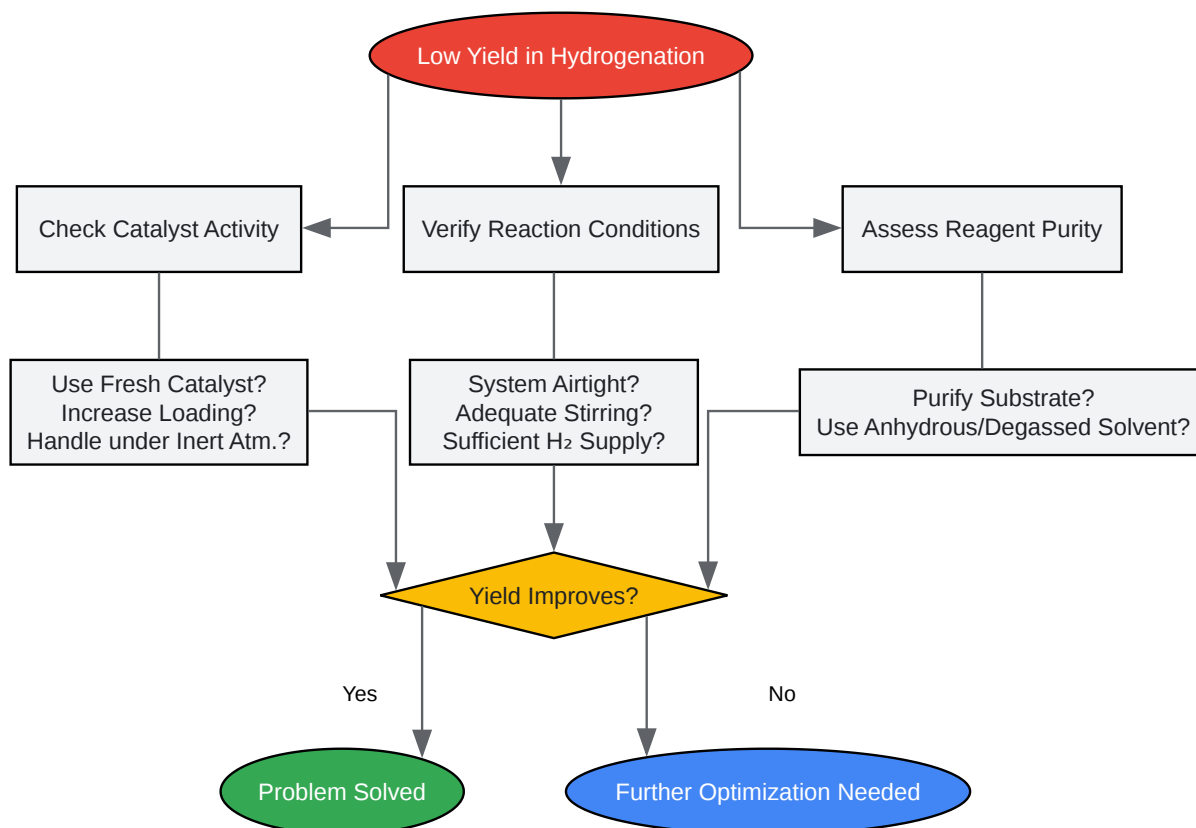 Low Yield in Hydrogenation
Check Catalyst Activity
Verify Reaction Conditions
Assess Reagent Purity
Use Fresh Catalyst?
Increase Loading?
Handle under Inert Atm.?
System Airtight?
Adequate Stirring?
Sufficient H₂ Supply?
Purify Substrate?
Use Anhydrous/Degassed Solvent?
Yield Improves?
Yes
No
Problem Solved
Further Optimization Needed